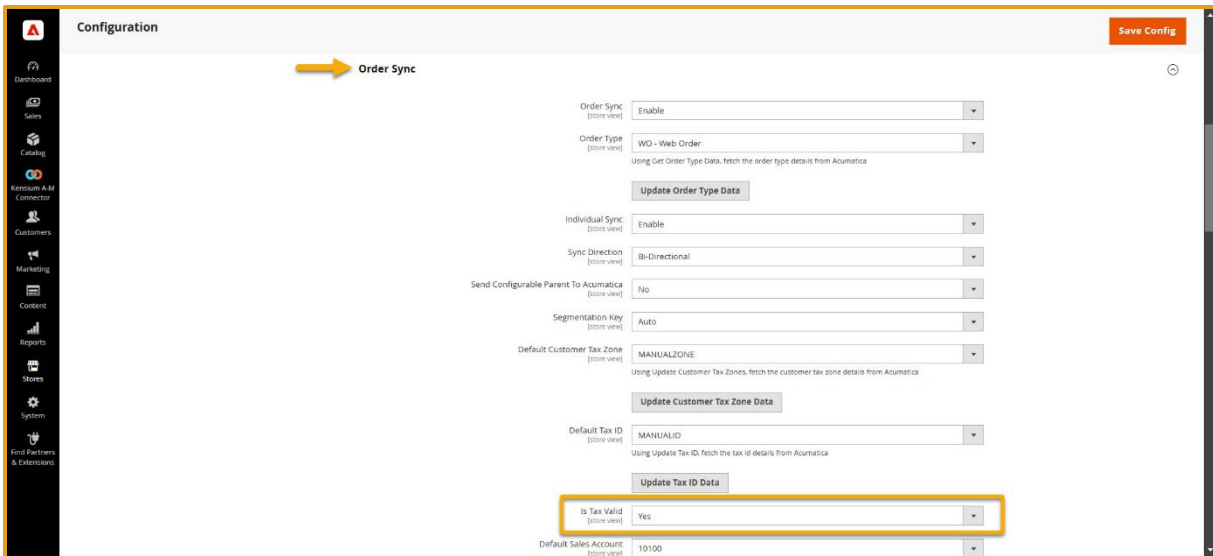 Configuration
Save Config
Order Sync
Dashboard
Sales
Catalog
Kensium A-M
Connector
Customers
Marketing
Content
Reports
Stores
System
Find Partners
& Extensions
Order Sync
[store view]
Enable
Order Type
[store view]
WO - Web Order
Using Get Order Type Data, fetch the order type details from Acumatica
Update Order Type Data
Individual Sync
[store view]
Enable
Sync Direction
[store view]
Bi-Directional
Send Configurable Parent To Acumatica
[store view]
No
Segmentation Key
[store view]
Auto
Default Customer Tax Zone
[store view]
MANUALZONE
Using Update Customer Tax Zones, fetch the customer tax zone details from Acumatica
Update Customer Tax Zone Data
Default Tax ID
[store view]
MANUALID
Using Update Tax ID, fetch the tax id details from Acumatica
Update Tax ID Data
Is Tax Valid
[store view]
Yes
Default Sales Account
[store view]
10100